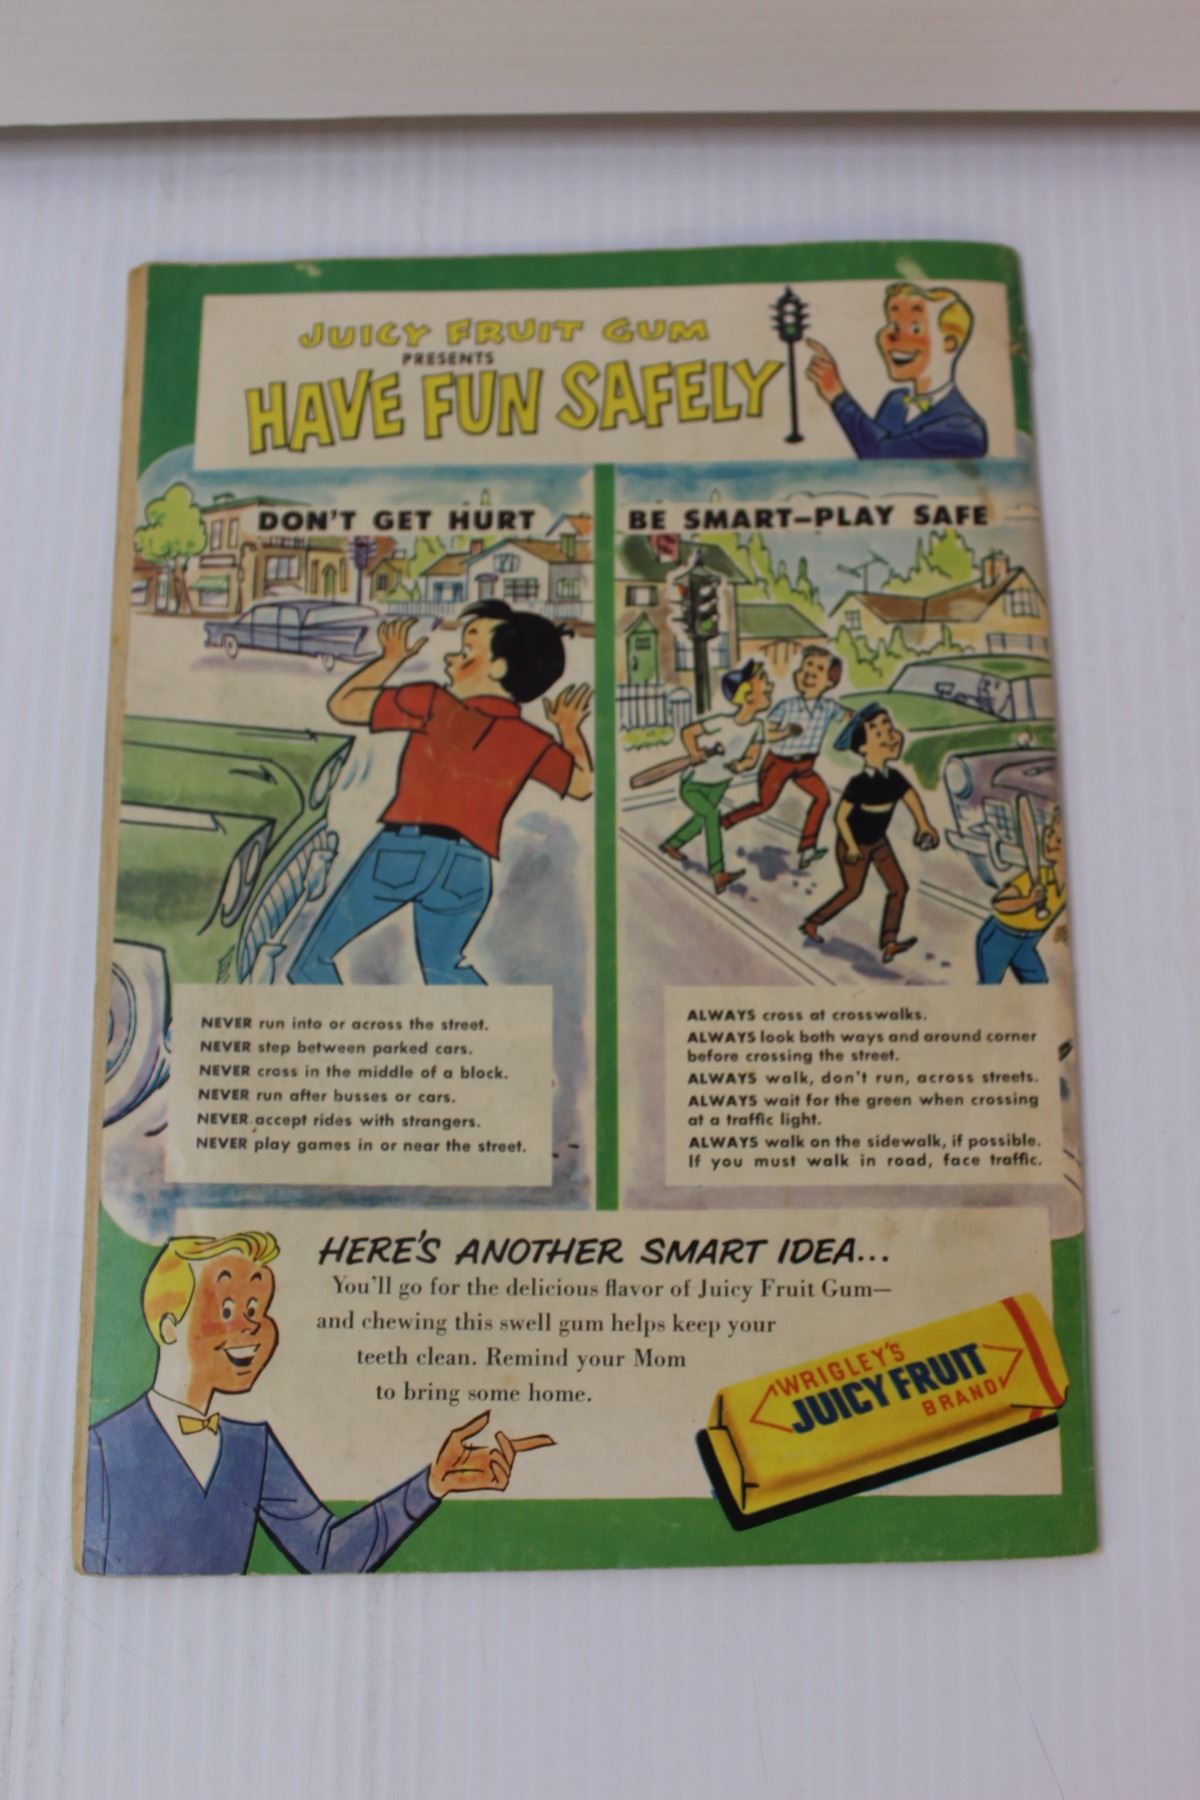 JUICY FRUIT GUM
PRESENTS
HAVE FUN SAFELY
DON'T GET HURT
NEVER run into or across the street.
NEVER step between parked cars.
NEVER cross in the middle of a block.
NEVER run after busses or cars.
NEVER accept rides with strangers.
NEVER play games in or near the street.
BE SMART—PLAY SAFE
ALWAYS cross at crosswalks.
ALWAYS look both ways and around corner
before crossing the street.
ALWAYS walk, don't run, across streets.
ALWAYS wait for the green when crossing
at a traffic light.
ALWAYS walk on the sidewalk, if possible.
If you must walk in road, face traffic.
HERE'S ANOTHER SMART IDEA...
You'll go for the delicious flavor of Juicy Fruit Gum—
and chewing this swell gum helps keep your
teeth clean. Remind your Mom
to bring some home.
WRIGLEY'S
JUICY FRUIT
BRAND